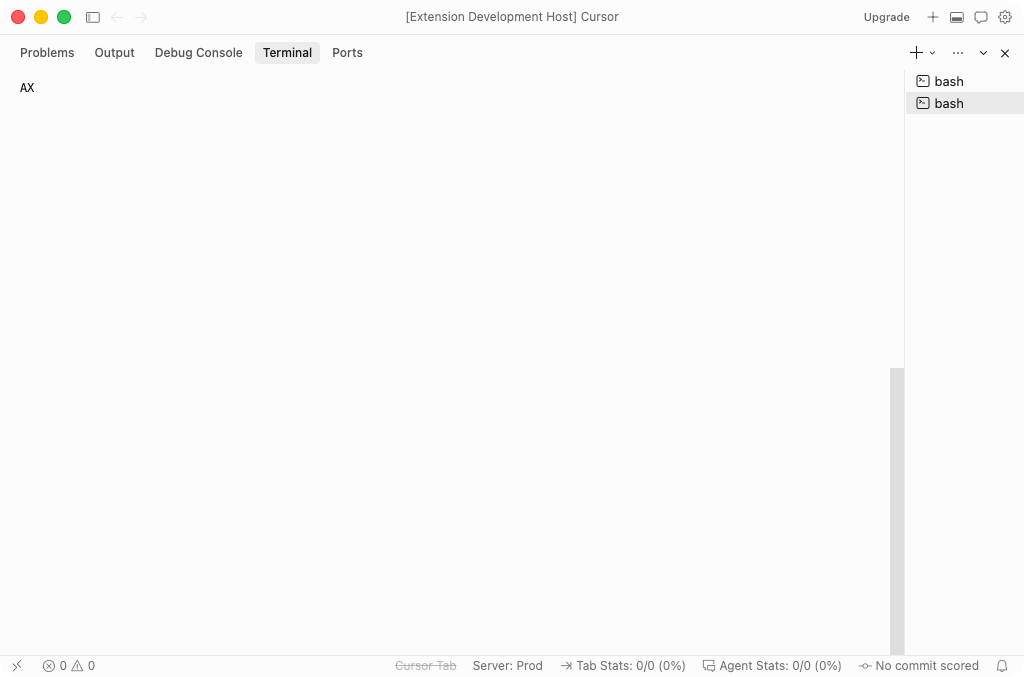 [Extension Development Host] Cursor
Upgrade
Problems Output Debug Console Terminal Ports
AX
bash
bash
0 0 Cursor Tab Server: Prod Tab Stats: 0/0 (0%) Agent Stats: 0/0 (0%) No commit scored